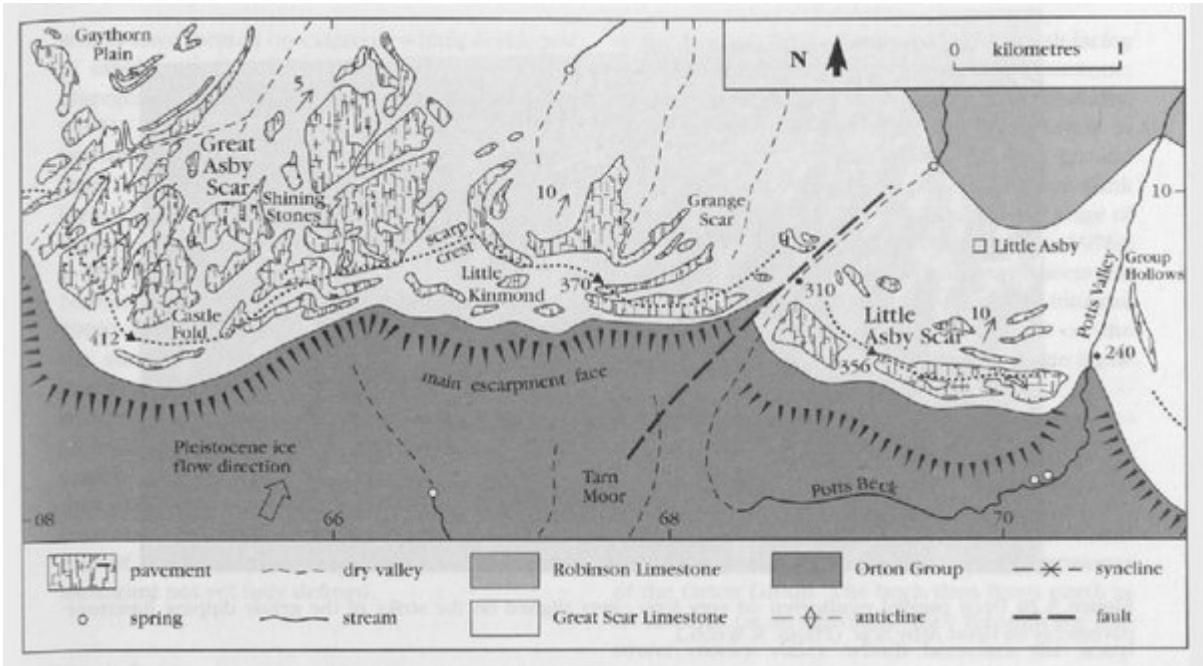 Gaythorn
Plain
5
Great
Asby
Scar
Shining
Stones
N
0 kilometres 1
10
scarp
crest
10
Grange
Scar
Little
Kinmond
370
Castle
Fold
412
main escarpment face
Pleistocene ice
flow direction
Tarn
Moor
Potts Beck
310
Little
Asby Scar
10
356
Little Asby
Potts Valley
Group
Hollows
240
08
66
68
70
pavement
dry valley
Robinson Limestone
Orton Group
syncline
spring
stream
Great Scar Limestone
anticline
fault